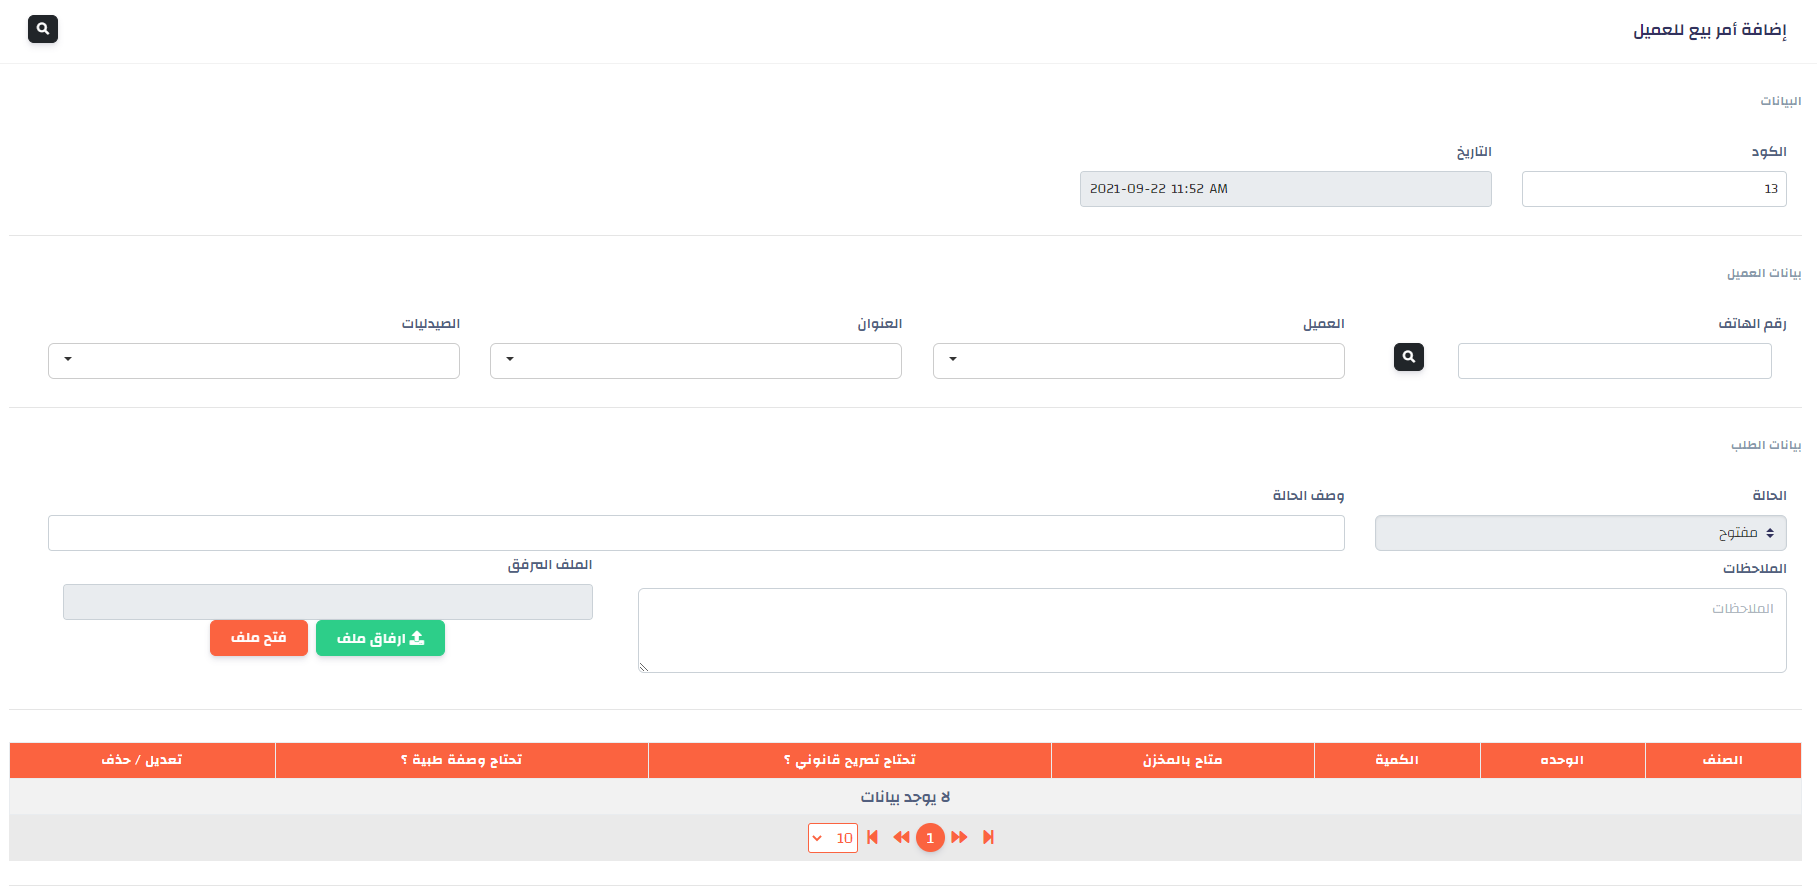 إضافة أمر بيع للعميل
البيانات
الكود
التاريخ
13
2021-09-22 11:52 AM
بيانات العميل
رقم الهاتف
العميل
العنوان
الصيدليات
بيانات الطلب
الحالة
وصف الحالة
مفتوح
الملاحظات
الملف المرفق
الملاحظات
ارفاق ملف
فتح ملف
الصنف
الوحده
الكمية
متاح بالمخزن
تحتاج تصريح قانوني ؟
تحتاج وصفة طبية ؟
تعديل / حذف
لا يوجد بيانات
1
10